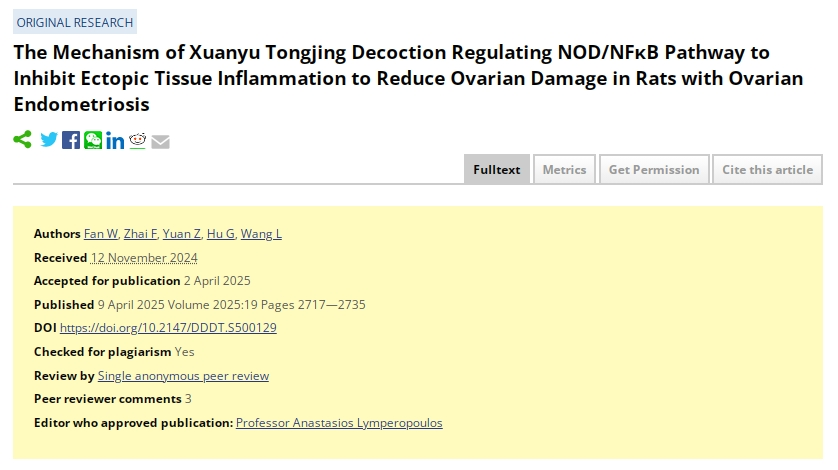 ORIGINAL RESEARCH
The Mechanism of Xuanyu Tongjing Decoction Regulating NOD/NFκB Pathway to
Inhibit Ectopic Tissue Inflammation to Reduce Ovarian Damage in Rats with Ovarian
Endometriosis
Fulltext Metrics Get Permission Cite this article
Authors Fan W, Zhai F, Yuan Z, Hu G, Wang L
Received 12 November 2024
Accepted for publication 2 April 2025
Published 9 April 2025 Volume 2025:19 Pages 2717—2735
DOI https://doi.org/10.2147/DDDT.S500129
Checked for plagiarism Yes
Review by Single anonymous peer review
Peer reviewer comments 3
Editor who approved publication: Professor Anastasios Lymperopoulos